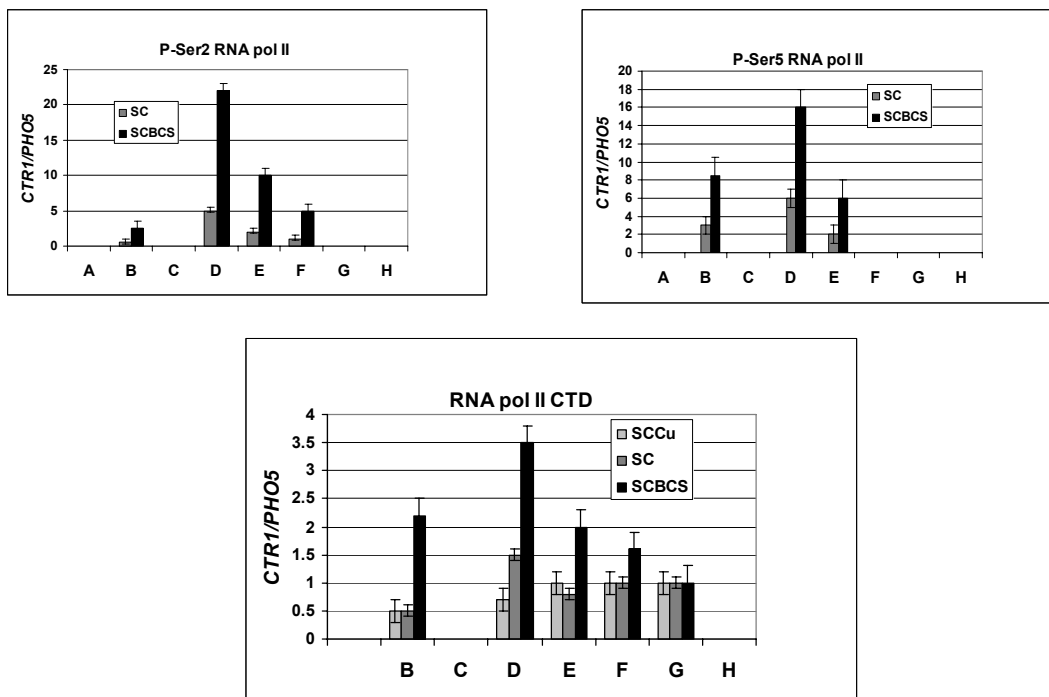 P-Ser2 RNA pol II
CTR1/PHO5
25
20
15
10
5
0
SC
SCBCS
A B C D E F G H
P-Ser5 RNA pol II
CTR1/PHO5
20
18
16
14
12
10
8
6
4
2
0
SC
SCBCS
A B C D E F G H
RNA pol II CTD
CTR1/PHO5
4
3.5
3
2.5
2
1.5
1
0.5
0
SCCu
SC
SCBCS
B C D E F G H